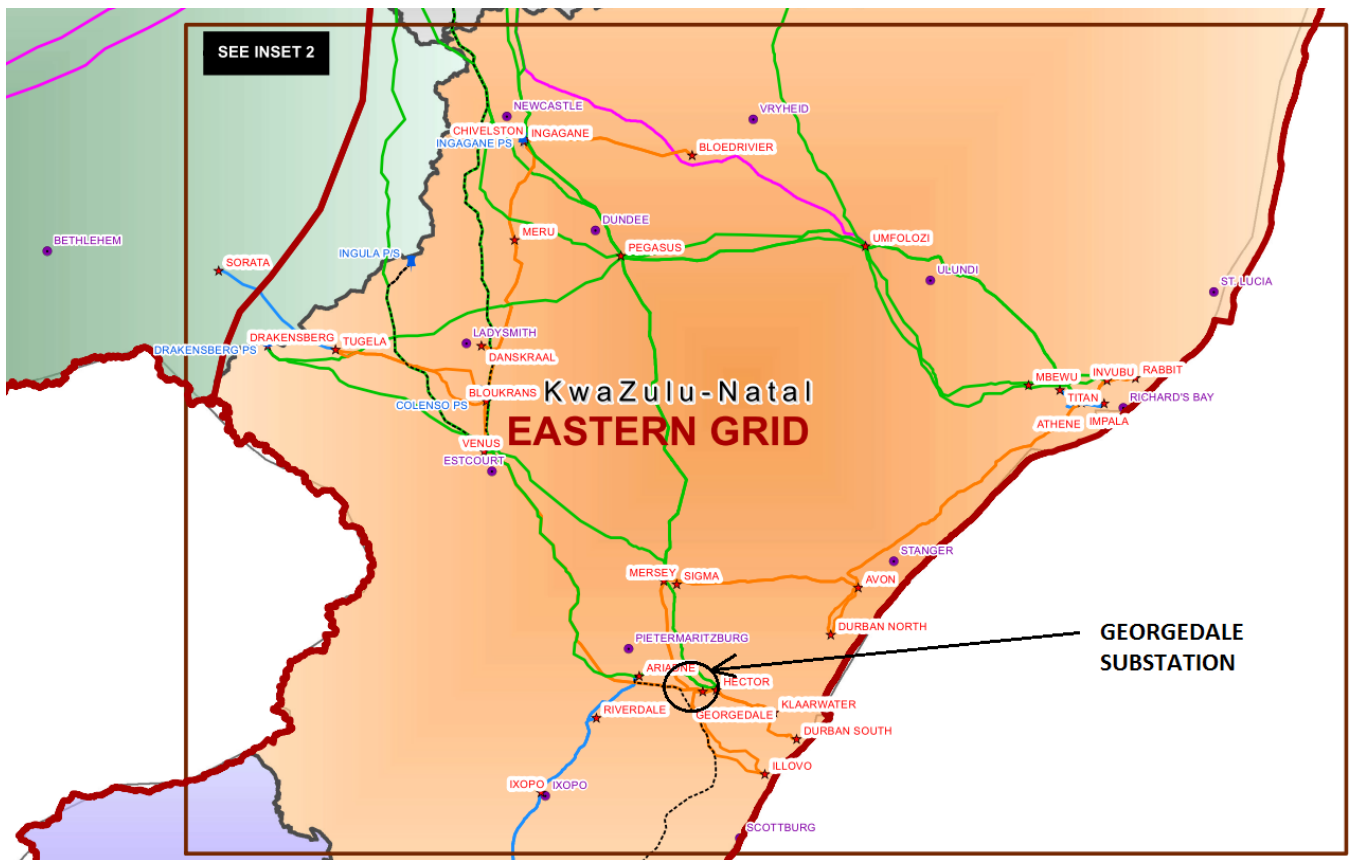 SEE INSET 2
NEWCASTLE
VRYHEID
CHIVELSTON
INGAGANE
INGAGANE PS
BLOEDRIVIER
BETHLEHEM
SORATA
INGULA P/S
MERU
DUNDEE
PEGASUS
UMFOLOZI
ULUNDI
ST. LUCIA
DRAKENSBERG
DRAKENSBERG PS
TUGELA
LADYSMITH
DANSKRAAL
BLOUKRANS
COLENSO PS
KwaZulu-Natal
EASTERN GRID
MBEWU
INVUBU
RABBIT
TITAN
RICHARD'S BAY
ATHENE
IMPALA
VENUS
ESTCOURT
STANGER
MERSEY
SIGMA
AVON
DURBAN NORTH
PIETERMARITZBURG
GEORGEDALE
SUBSTATION
ARIADNE
HECTOR
RIVERDALE
GEORGEDALE
KLAARWATER
DURBAN SOUTH
ILLOVO
IXOPO
IXOPO
SCOTTBURG